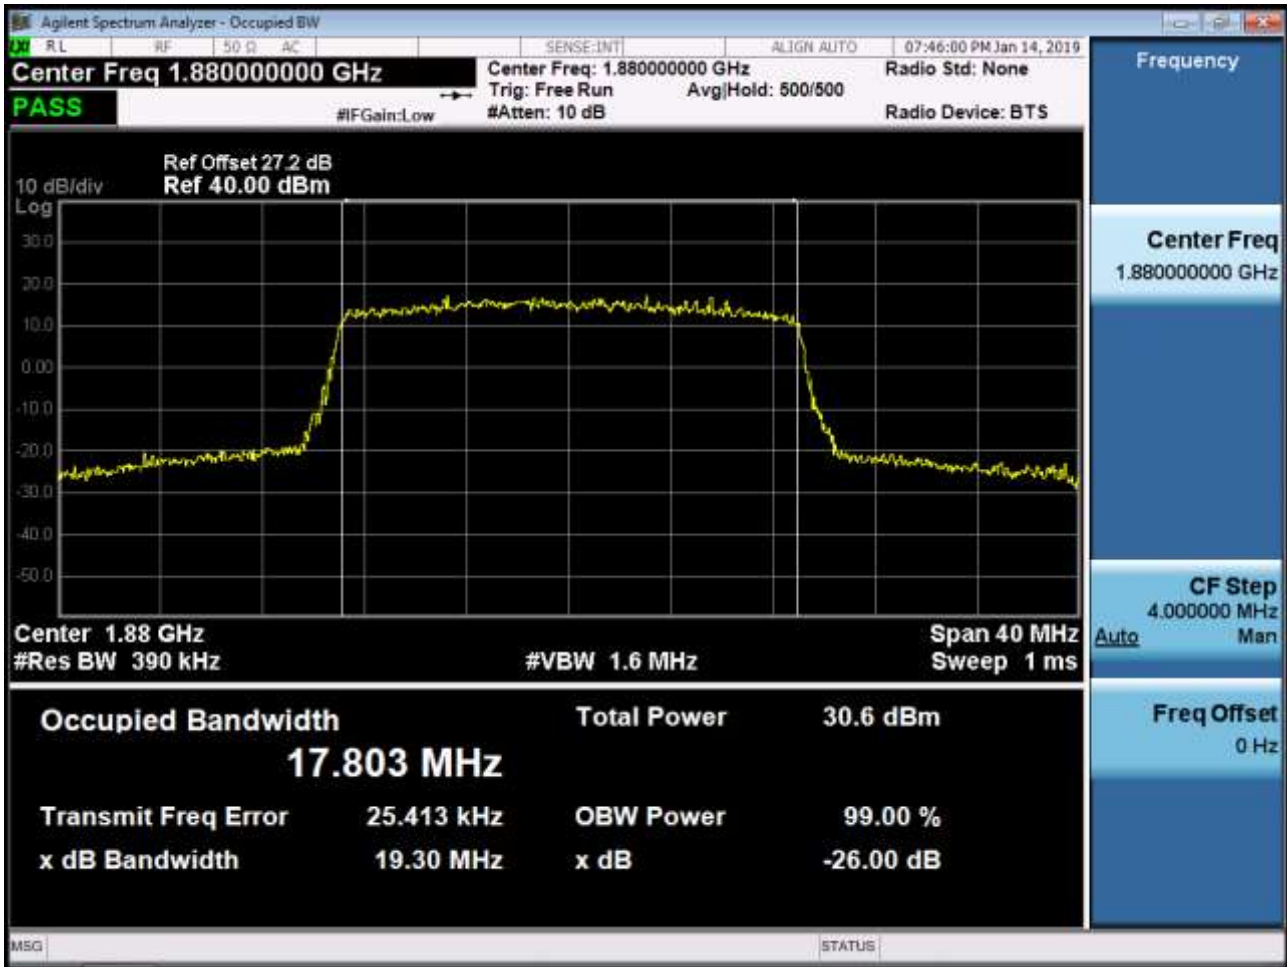 Agilent Spectrum Analyzer - Occupied BW
LXI RL RF 50 Ω AC SENSE:INT ALIGN AUTO 07:46:00 PM Jan 14, 2019
Center Freq 1.880000000 GHz
Center Freq: 1.880000000 GHz Radio Std: None
Trig: Free Run Avg|Hold: 500/500
PASS
#IFGain:Low #Atten: 10 dB Radio Device: BTS
Ref Offset 27.2 dB
10 dB/div Ref 40.00 dBm
Log
30.0
20.0
10.0
0.00
-10.0
-20.0
-30.0
-40.0
-50.0
Center 1.88 GHz Span 40 MHz
#Res BW 390 kHz #VBW 1.6 MHz Sweep 1 ms
Occupied Bandwidth Total Power 30.6 dBm
17.803 MHz
Transmit Freq Error 25.413 kHz OBW Power 99.00 %
x dB Bandwidth 19.30 MHz x dB -26.00 dB
MSG STATUS
Frequency
Center Freq
1.880000000 GHz
CF Step
4.000000 MHz
Auto Man
Freq Offset
0 Hz